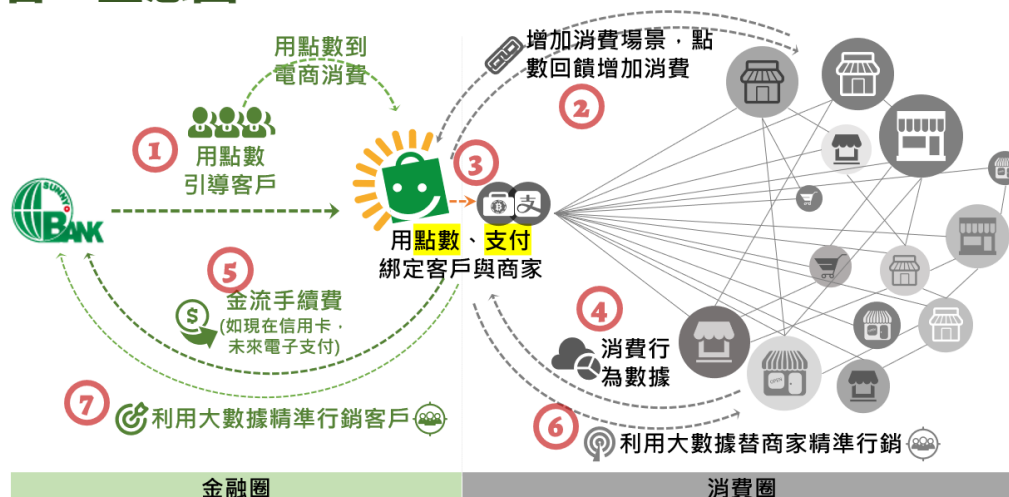 用點數到
電商消費
增加消費場景，點
數回饋增加消費
2
1
用點數
引導客戶
3
SUNNY
BANK
支
用點數、支付
綁定客戶與商家
5
金流手續費
(如現在信用卡，
未來電子支付)
$
4
消費行
為數據
OPEN
7
利用大數據精準行銷客戶
6
利用大數據替商家精準行銷
金融圈
消費圈